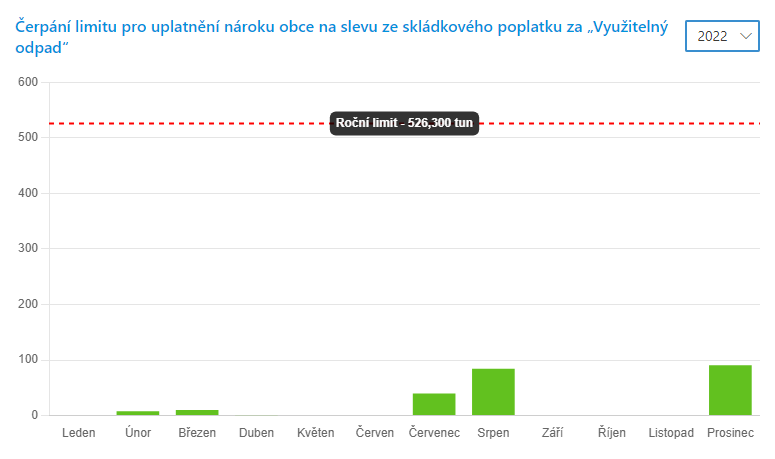 Čerpání limitu pro uplatnění nároku obce na slevu ze skládkového poplatku za „Využitelný
odpad“
2022
600
Roční limit - 526,300 tun
500
400
300
200
100
0
Leden Únor Březen Duben Květen Červen Červenec Srpen Září Říjen Listopad Prosinec